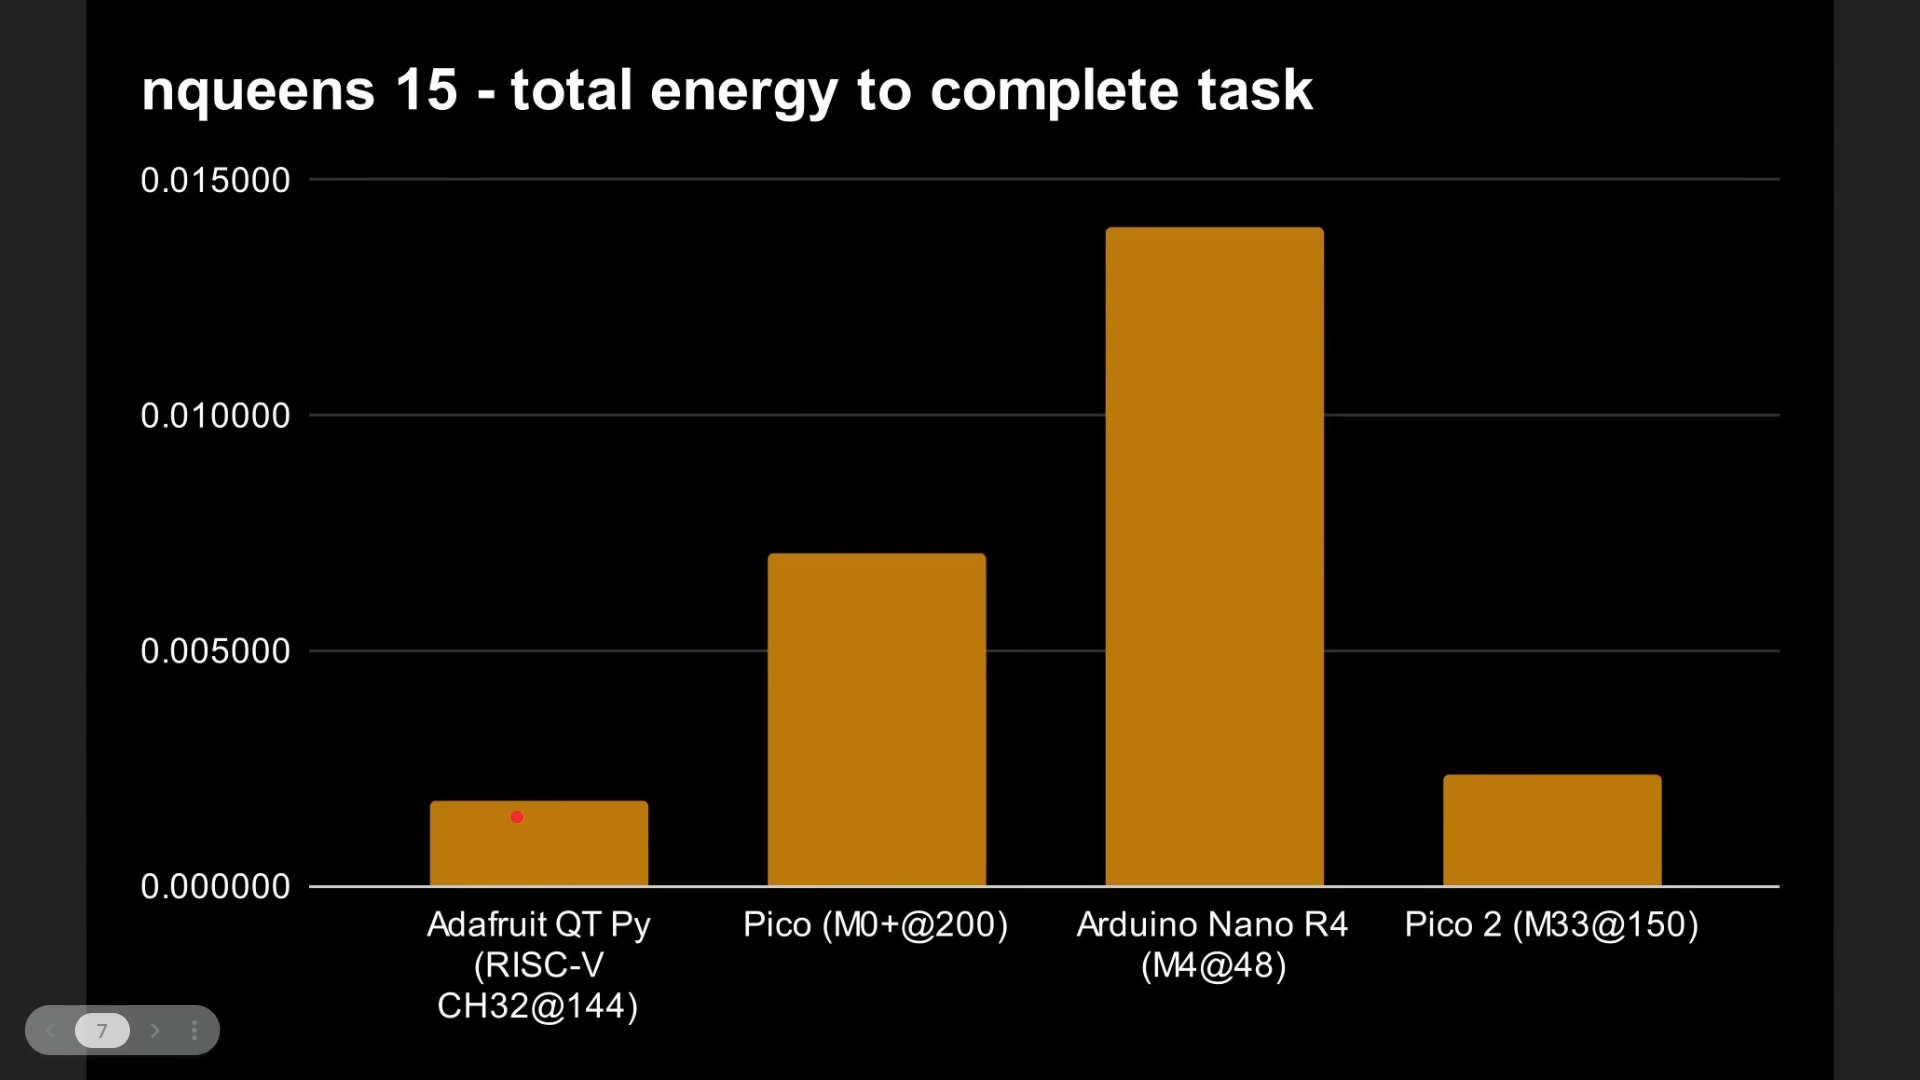 nqueens 15 - total energy to complete task
0.015000
0.010000
0.005000
0.000000
Adafruit QT Py
(RISC-V
CH32@144)
Pico (M0+@200)
Arduino Nano R4
(M4@48)
Pico 2 (M33@150)
7